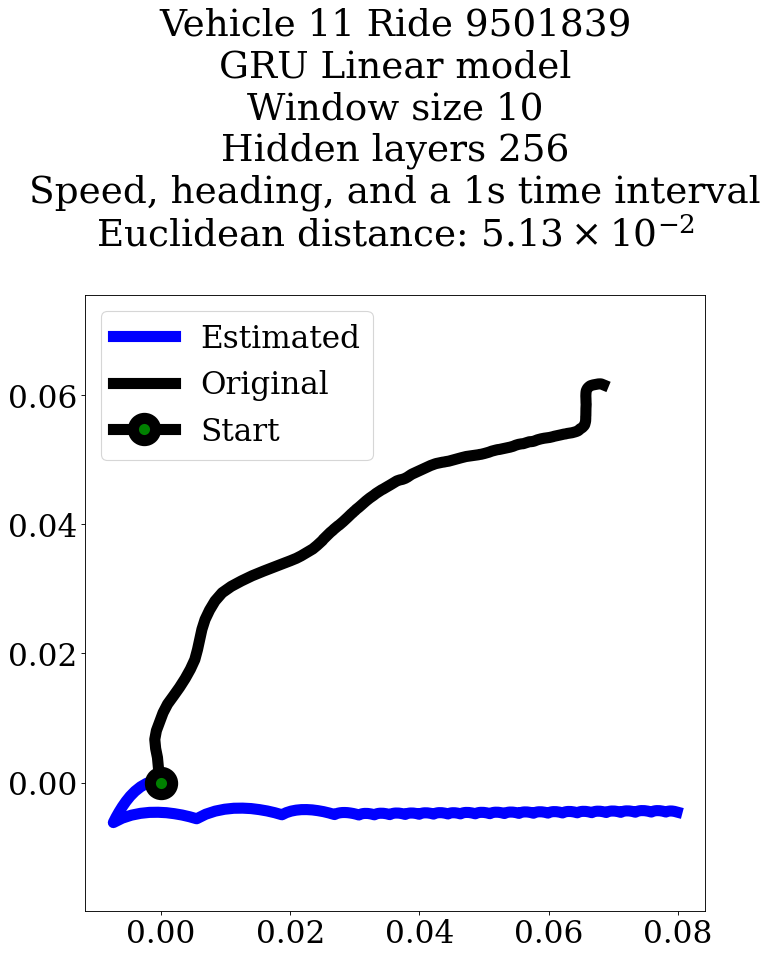 Vehicle 11 Ride 9501839
GRU Linear model
Window size 10
Hidden layers 256
Speed, heading, and a 1s time interval
Euclidean distance: 5.13 × 10⁻²
Estimated
Original
Start
0.06
0.04
0.02
0.00
0.00 0.02 0.04 0.06 0.08